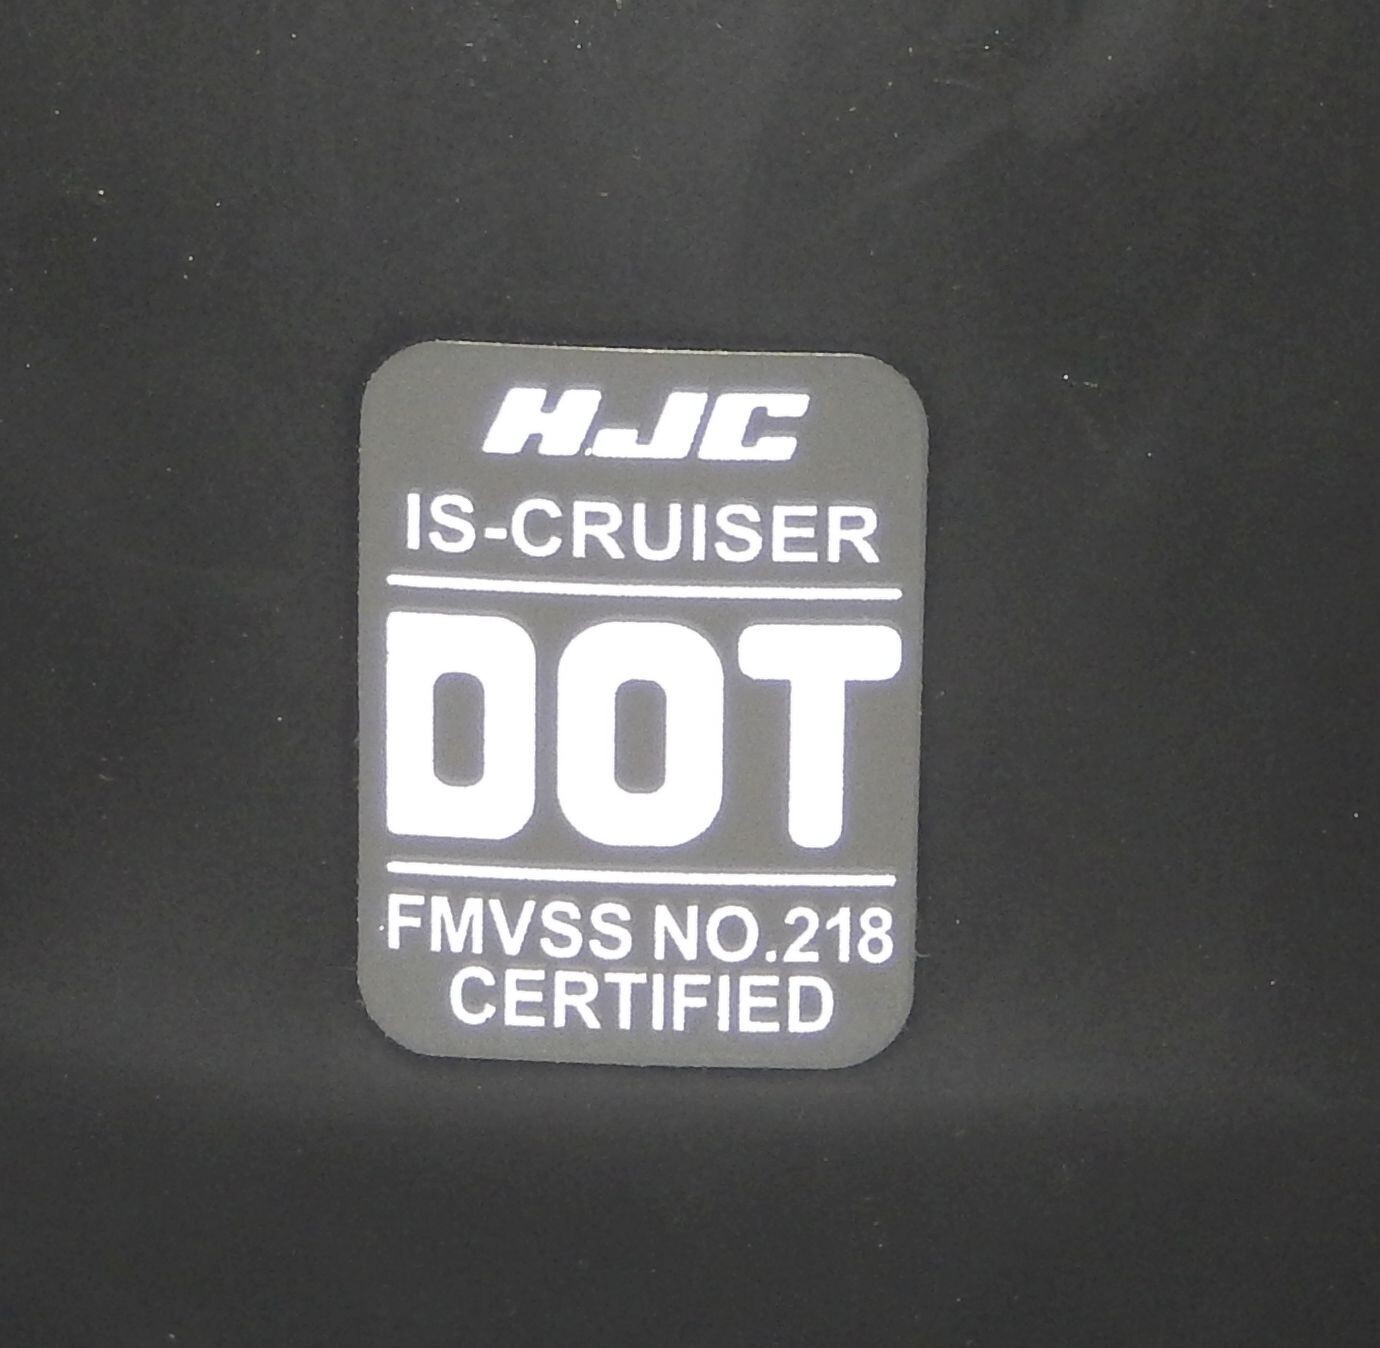 HJC
IS-CRUISER
DOT
FMVSS NO.218
CERTIFIED